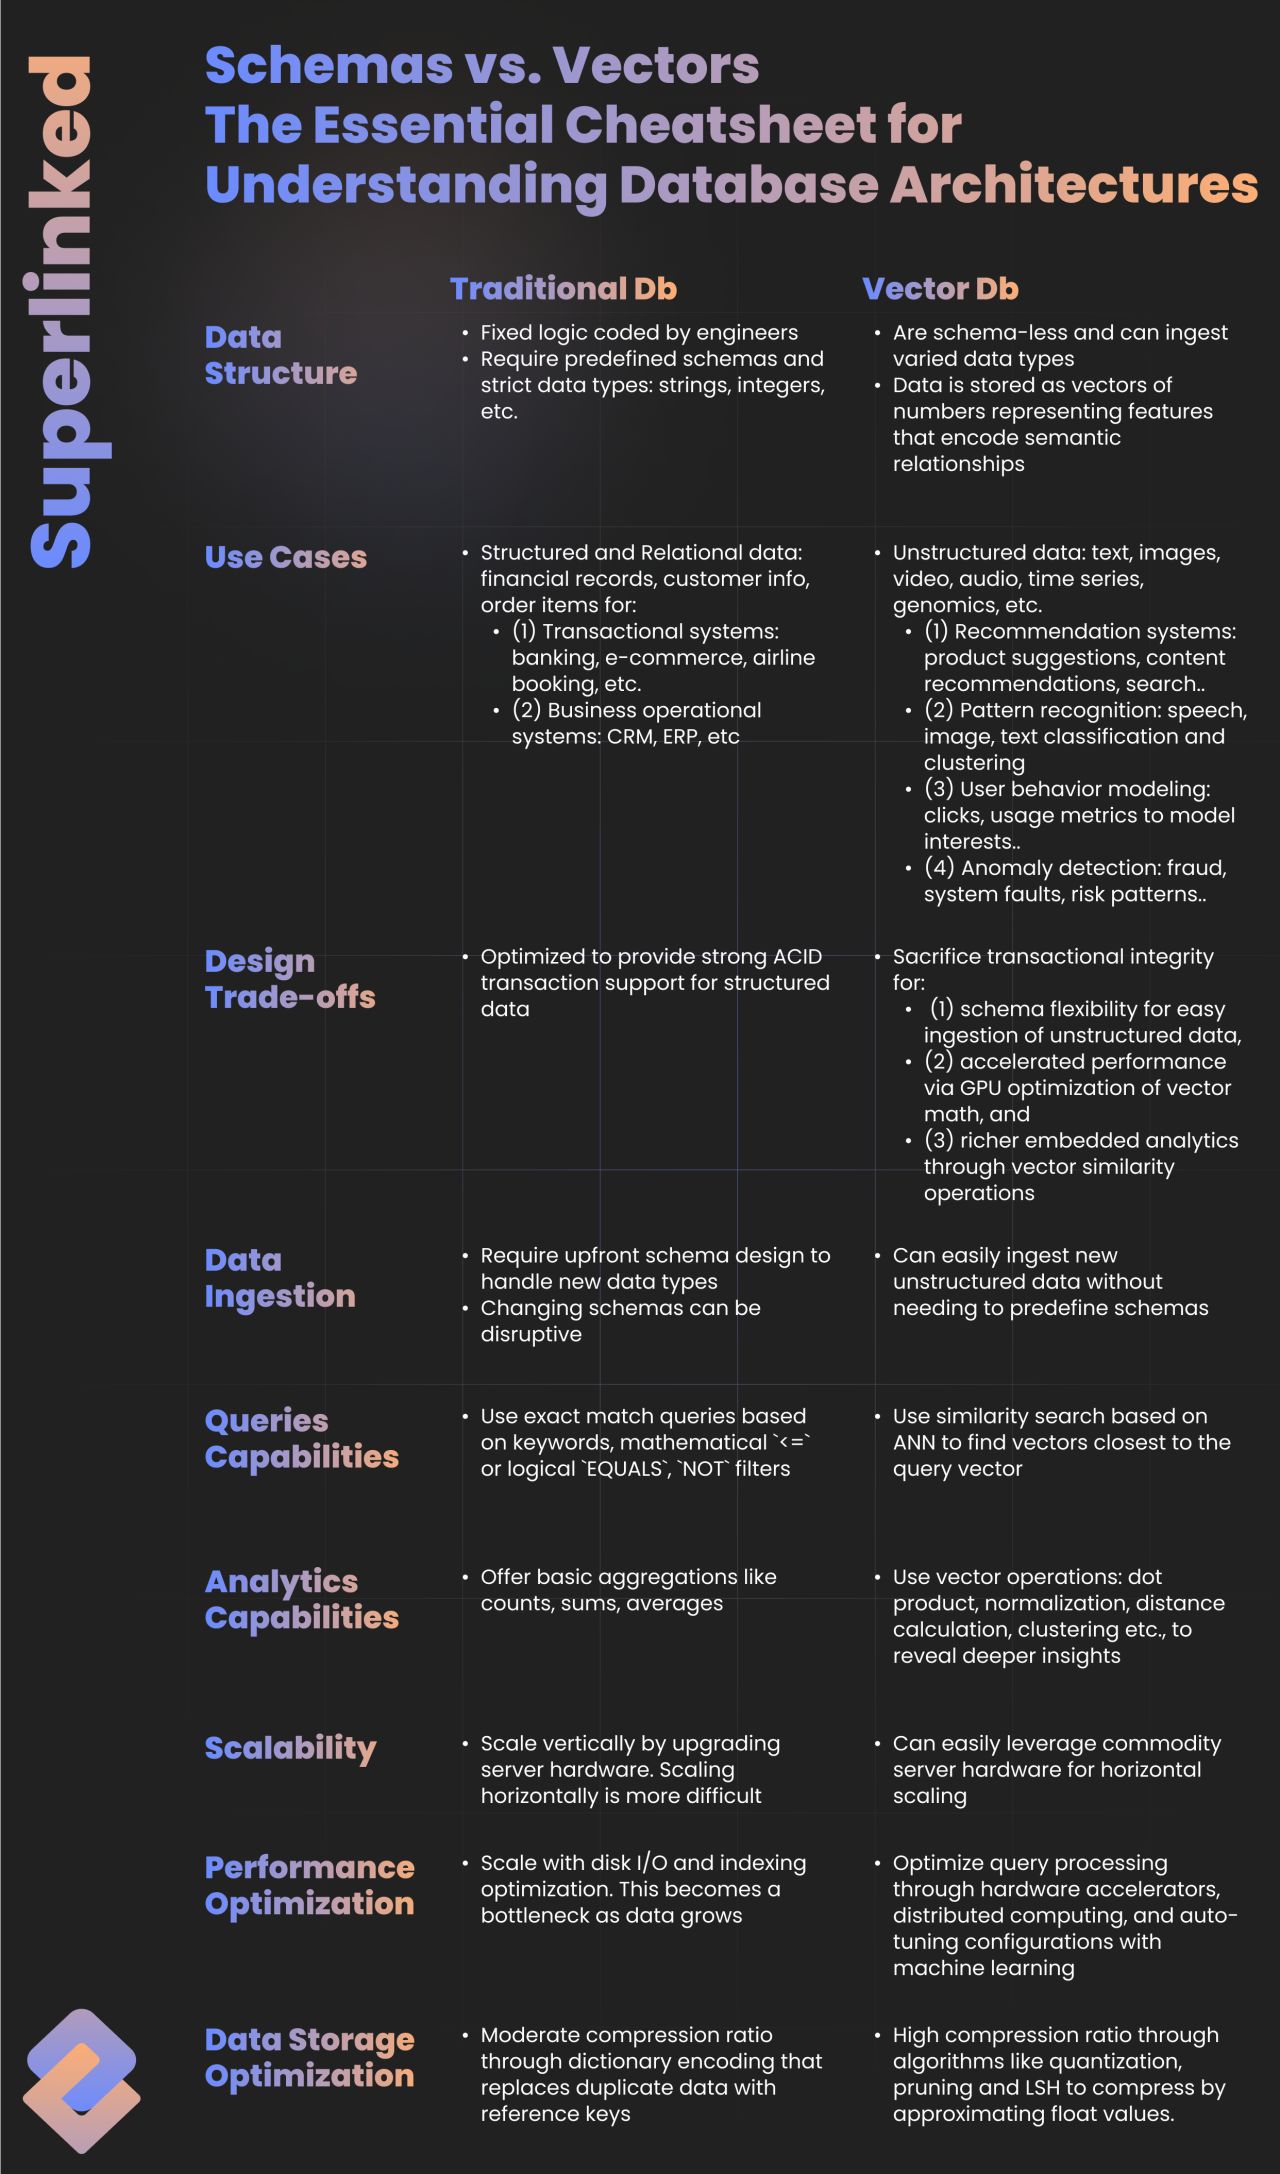 Superlinked
Schemas vs. Vectors
The Essential Cheatsheet for
Understanding Database Architectures
Traditional Db
Vector Db
Data
Structure
• Fixed logic coded by engineers
• Require predefined schemas and
strict data types: strings, integers,
etc.
• Are schema-less and can ingest
varied data types
• Data is stored as vectors of
numbers representing features
that encode semantic
relationships
Use Cases
• Structured and Relational data:
financial records, customer info,
order items for:
• (1) Transactional systems:
banking, e-commerce, airline
booking, etc.
• (2) Business operational
systems: CRM, ERP, etc
• Unstructured data: text, images,
video, audio, time series,
genomics, etc.
• (1) Recommendation systems:
product suggestions, content
recommendations, search..
• (2) Pattern recognition: speech,
image, text classification and
clustering
• (3) User behavior modeling:
clicks, usage metrics to model
interests..
• (4) Anomaly detection: fraud,
system faults, risk patterns..
Design
Trade-offs
• Optimized to provide strong ACID
transaction support for structured
data
• Sacrifice transactional integrity
for:
• (1) schema flexibility for easy
ingestion of unstructured data,
• (2) accelerated performance
via GPU optimization of vector
math, and
• (3) richer embedded analytics
through vector similarity
operations
Data
Ingestion
• Require upfront schema design to
handle new data types
• Changing schemas can be
disruptive
• Can easily ingest new
unstructured data without
needing to predefine schemas
Queries
Capabilities
• Use exact match queries based
on keywords, mathematical `<=`
or logical `EQUALS`, `NOT` filters
• Use similarity search based on
ANN to find vectors closest to the
query vector
Analytics
Capabilities
• Offer basic aggregations like
counts, sums, averages
• Use vector operations: dot
product, normalization, distance
calculation, clustering etc., to
reveal deeper insights
Scalability
• Scale vertically by upgrading
server hardware. Scaling
horizontally is more difficult
• Can easily leverage commodity
server hardware for horizontal
scaling
Performance
Optimization
• Scale with disk I/O and indexing
optimization. This becomes a
bottleneck as data grows
• Optimize query processing
through hardware accelerators,
distributed computing, and auto-
tuning configurations with
machine learning
Data Storage
Optimization
• Moderate compression ratio
through dictionary encoding that
replaces duplicate data with
reference keys
• High compression ratio through
algorithms like quantization,
pruning and LSH to compress by
approximating float values.